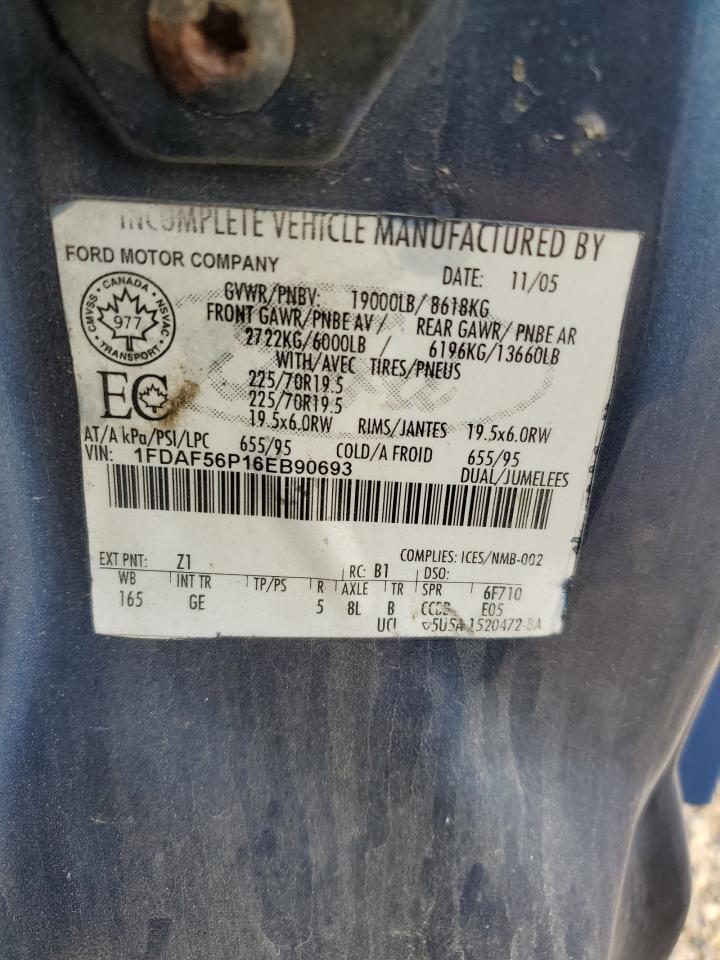 INCOMPLETE VEHICLE MANUFACTURED BY
FORD MOTOR COMPANY
DATE: 11/05
GVWR/PNBV: 19000LB/8618KG
FRONT GAWR/PNBE AV/ REAR GAWR/PNBE AR
2722KG/6000LB / 6196KG/13660LB
WITH/AVEC TIRES/PNEUS
225/70R19.5
225/70R19.5
19.5x6.0RW RIMS/JANTES 19.5x6.0RW
AT/A kPa/PSI/LPC 655/95 COLD/A FROID 655/95
VIN: 1FDAF56P16EB90693 DUAL/JUMELEES
CMVSS · CANADA · NSVAC
977
TRANSPORT
EC
EXT PNT: Z1 COMPLIES: ICES/NMB-002
RC: B1 DSO:
WB INT TR TP/PS R AXLE TR SPR 6F710
165 GE 5 8L B E05
UCI